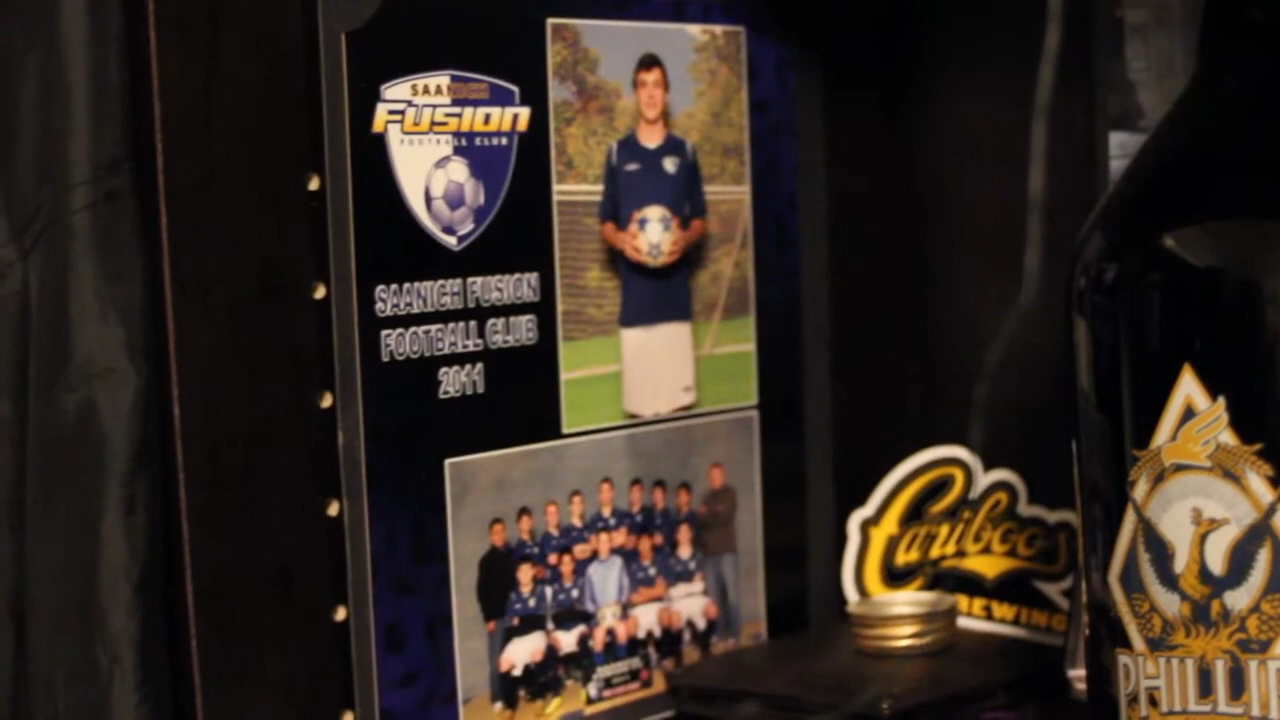 SAANICH
FUSION
FOOTBALL CLUB
SAANICH FUSION
FOOTBALL CLUB
2011
Cariboo
BREWING
PHILLI